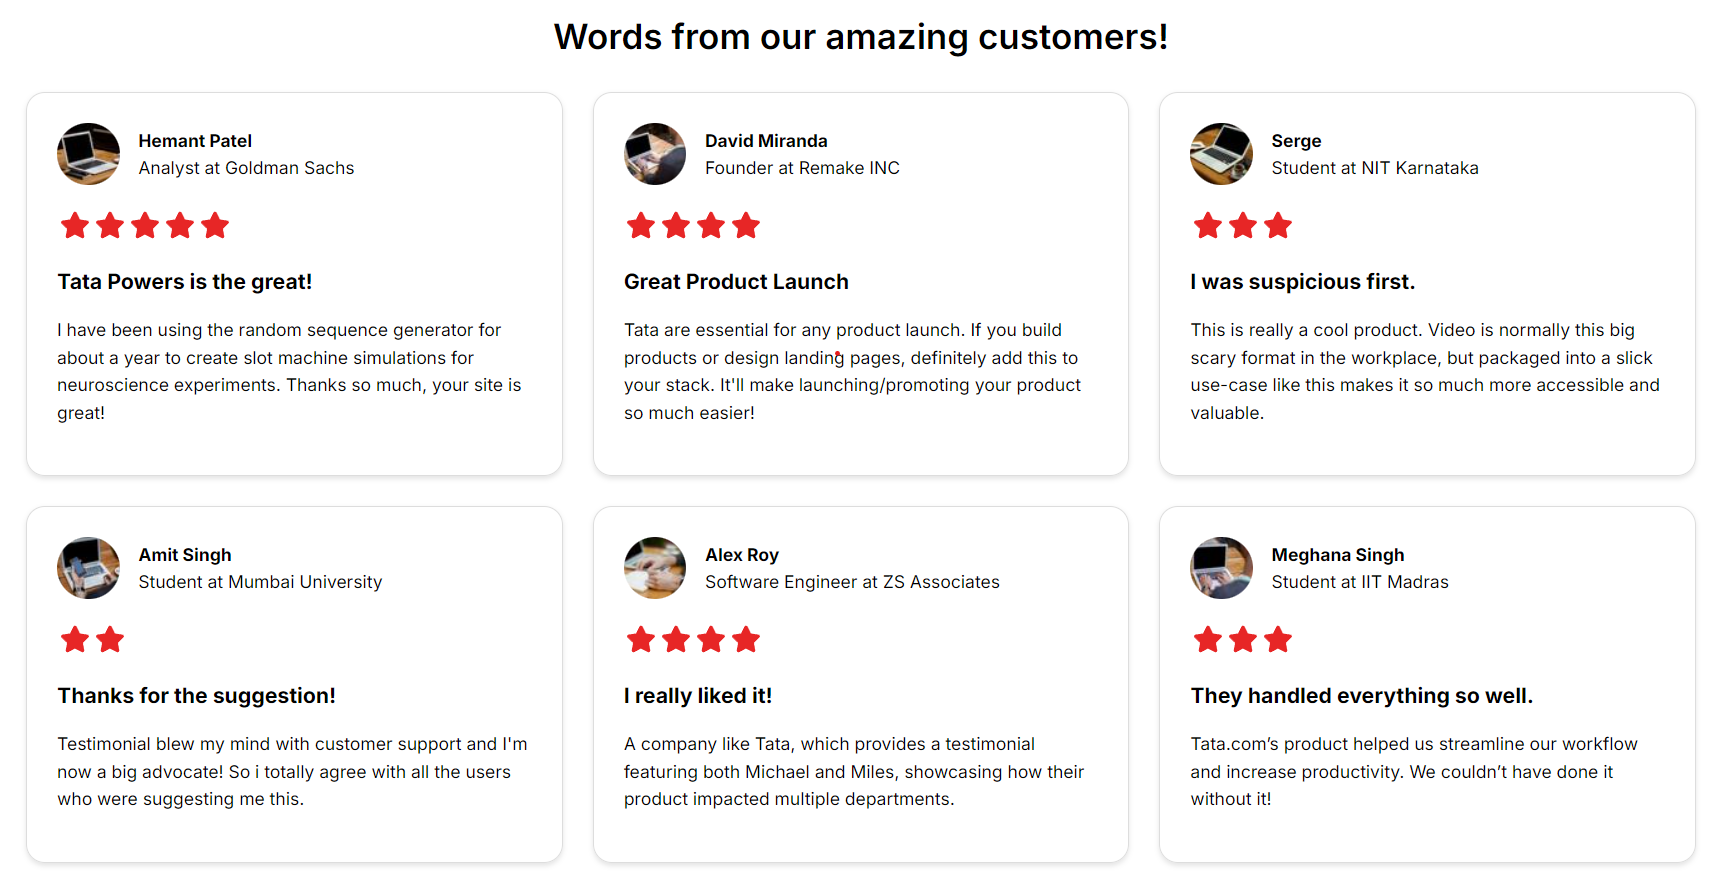 Words from our amazing customers!
Hemant Patel
Analyst at Goldman Sachs
Tata Powers is the great!
I have been using the random sequence generator for
about a year to create slot machine simulations for
neuroscience experiments. Thanks so much, your site is
great!
David Miranda
Founder at Remake INC
Great Product Launch
Tata are essential for any product launch. If you build
products or design landing pages, definitely add this to
your stack. It'll make launching/promoting your product
so much easier!
Serge
Student at NIT Karnataka
I was suspicious first.
This is really a cool product. Video is normally this big
scary format in the workplace, but packaged into a slick
use-case like this makes it so much more accessible and
valuable.
Amit Singh
Student at Mumbai University
Thanks for the suggestion!
Testimonial blew my mind with customer support and I'm
now a big advocate! So i totally agree with all the users
who were suggesting me this.
Alex Roy
Software Engineer at ZS Associates
I really liked it!
A company like Tata, which provides a testimonial
featuring both Michael and Miles, showcasing how their
product impacted multiple departments.
Meghana Singh
Student at IIT Madras
They handled everything so well.
Tata.com’s product helped us streamline our workflow
and increase productivity. We couldn’t have done it
without it!